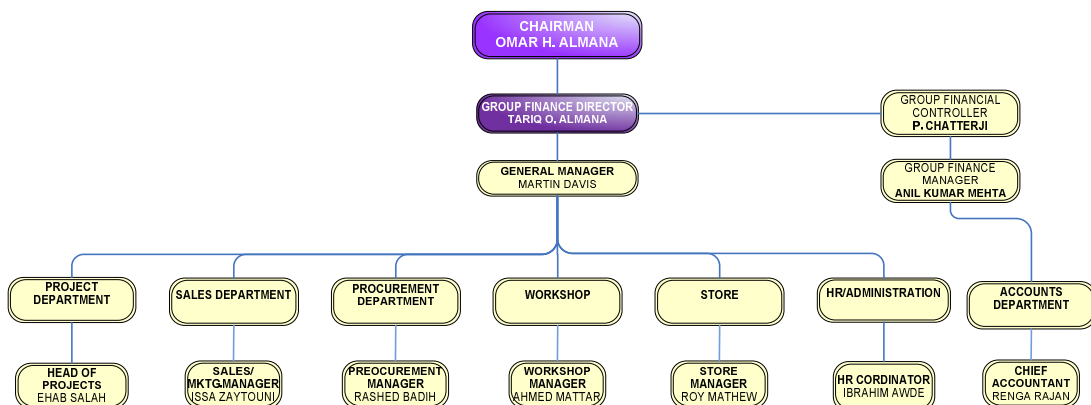 CHAIRMAN
OMAR H. ALMANA
GROUP FINANCE DIRECTOR
TARIQ O. ALMANA
GROUP FINANCIAL
CONTROLLER
P. CHATTERJI
GENERAL MANAGER
MARTIN DAVIS
GROUP FINANCE
MANAGER
ANIL KUMAR MEHTA
PROJECT
DEPARTMENT
SALES DEPARTMENT
PROCUREMENT
DEPARTMENT
WORKSHOP
STORE
HR/ADMINISTRATION
ACCOUNTS
DEPARTMENT
HEAD OF
PROJECTS
EHAB SALAH
SALES/
MKTG.MANAGER
ISSA ZAYTOUNI
PREOCUREMENT
MANAGER
RASHED BADIH
WORKSHOP
MANAGER
AHMED MATTAR
STORE
MANAGER
ROY MATHEW
HR CORDINATOR
IBRAHIM AWDE
CHIEF
ACCOUNTANT
RENGA RAJAN